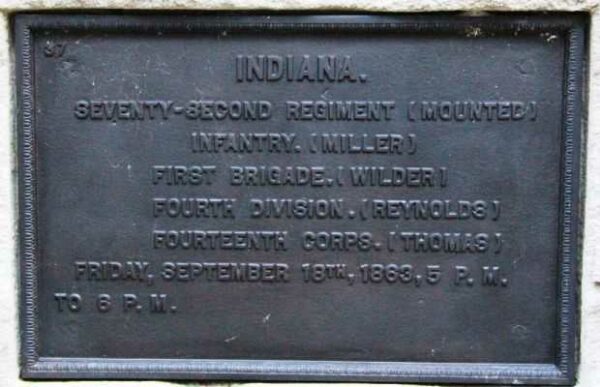 37
INDIANA.
SEVENTY-SECOND REGIMENT (MOUNTED)
INFANTRY. (MILLER)
FIRST BRIGADE. (WILDER)
FOURTH DIVISION. (REYNOLDS)
FOURTEENTH CORPS. (THOMAS)
FRIDAY, SEPTEMBER 18TH, 1863, 5 P. M.
TO 6 P. M.